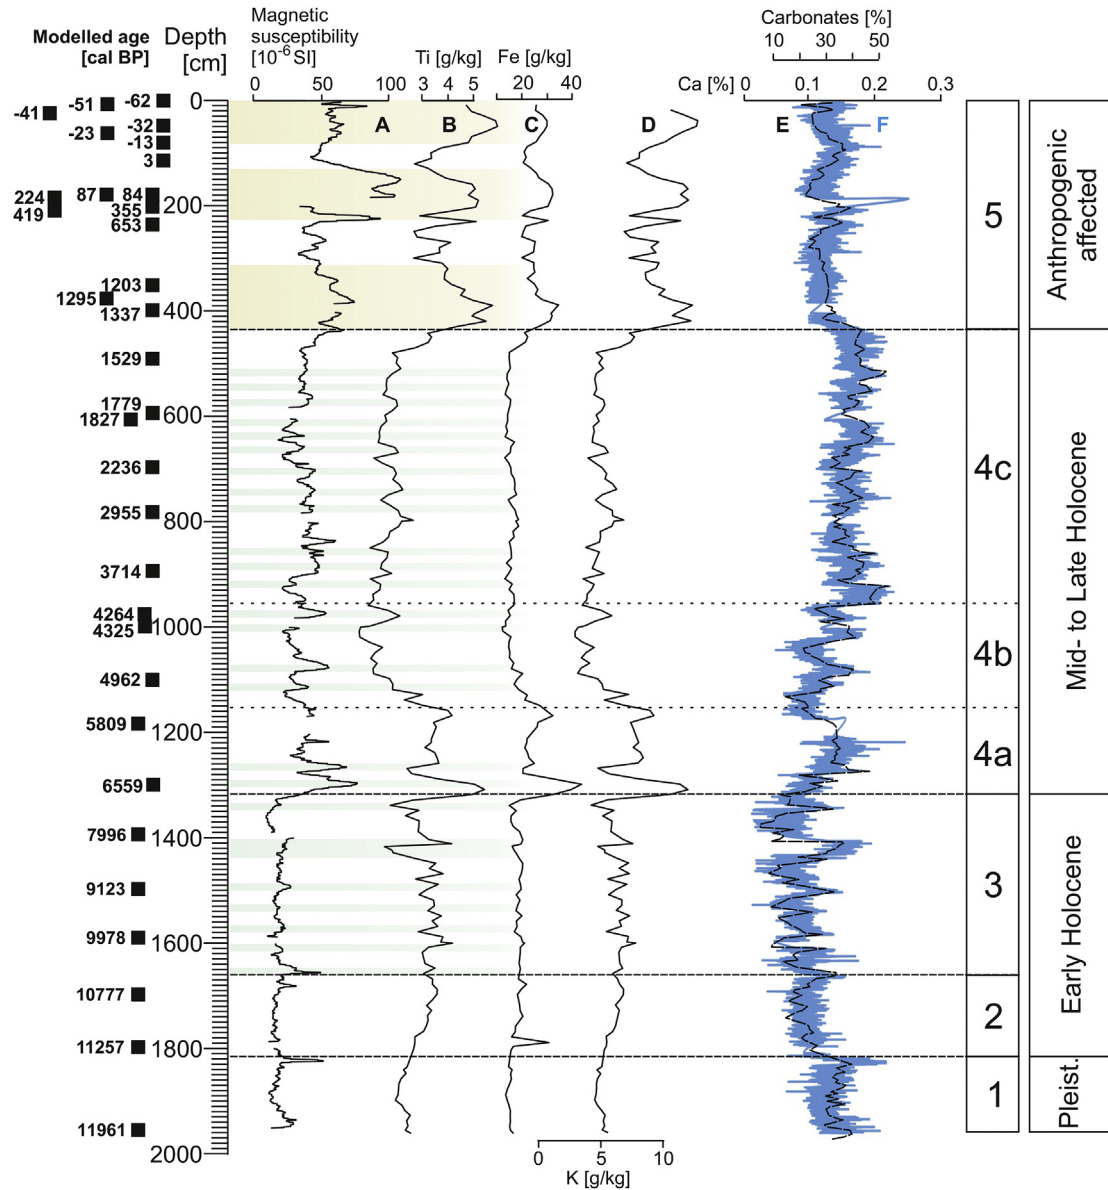 Modelled age
[cal BP]
Depth
[cm]
Magnetic
susceptibility
[10-6 SI]
0 50 100
Ti [g/kg]
3 4 5
Fe [g/kg]
20 40
Carbonates [%]
10 30 50
Ca [%]
0 0.1 0.2 0.3
A B C D E F
-62
-51
-41
-32
-23
-13
3
224 87 84
419 355
653
1203
1295
1337
1529
1779
1827
2236
2955
3714
4264
4325
4962
5809
6559
7996
9123
9978
10777
11257
11961
0
200
400
600
800
1000
1200
1400
1600
1800
2000
5
4c
4b
4a
3
2
1
Anthropogenic
affected
Mid- to Late Holocene
Early Holocene
Pleist.
0 5 10
K [g/kg]